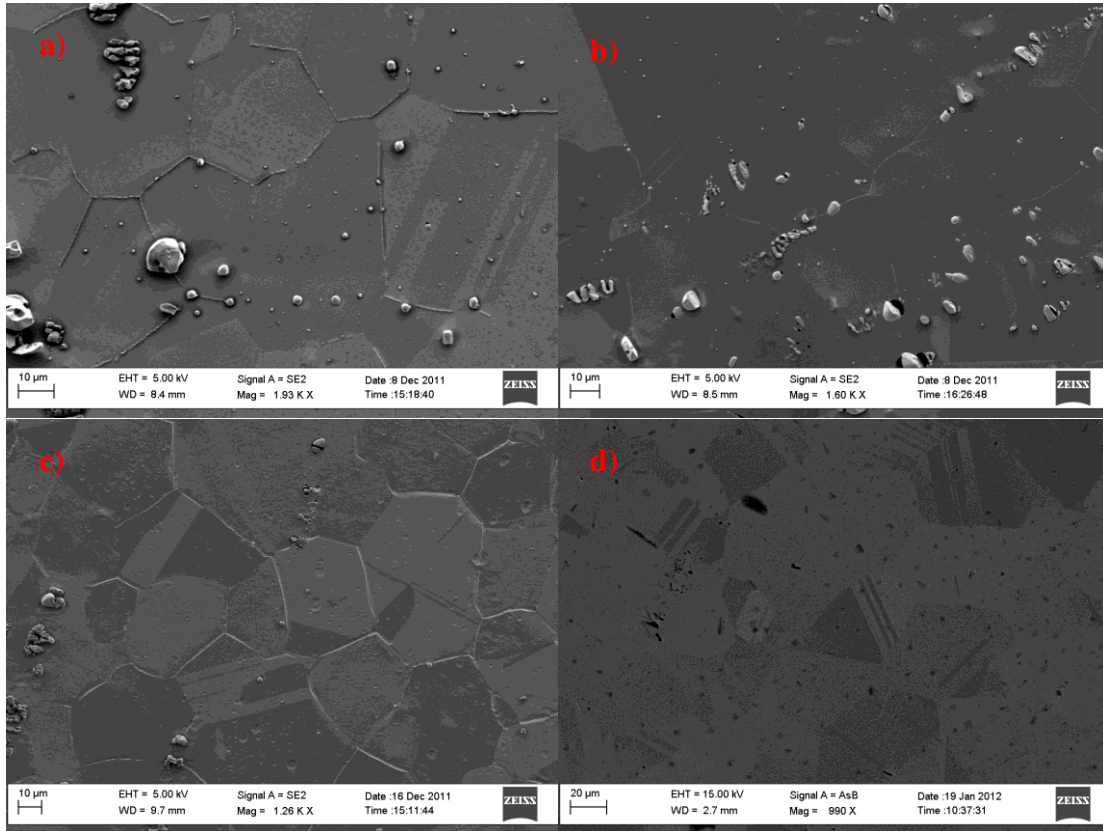 a)
10 µm
EHT = 5.00 kV
WD = 8.4 mm
Signal A = SE2
Mag = 1.93 K X
Date :8 Dec 2011
Time :15:18:40
ZEISS
b)
10 µm
EHT = 5.00 kV
WD = 8.5 mm
Signal A = SE2
Mag = 1.60 K X
Date :8 Dec 2011
Time :16:26:48
ZEISS
c)
10 µm
EHT = 5.00 kV
WD = 9.7 mm
Signal A = SE2
Mag = 1.26 K X
Date :16 Dec 2011
Time :15:11:44
ZEISS
d)
20 µm
EHT = 15.00 kV
WD = 2.7 mm
Signal A = AsB
Mag = 990 X
Date :19 Jan 2012
Time :10:37:31
ZEISS